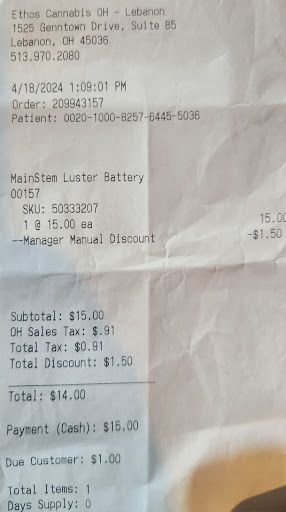 Ethos Cannabis OH - Lebanon
1525 Genntown Drive, Suite B5
Lebanon, OH 45036
513.970.2080
4/18/2024 1:09:01 PM
Order: 209943157
Patient: 0020-1000-8257-6445-5036
MainStem Luster Battery
00157
SKU: 50333207
1 @ 15.00 ea 15.00
--Manager Manual Discount -$1.50
Subtotal: $15.00
OH Sales Tax: $.91
Total Tax: $0.91
Total Discount: $1.50
Total: $14.00
Payment (Cash): $15.00
Due Customer: $1.00
Total Items: 1
Days Supply: 0